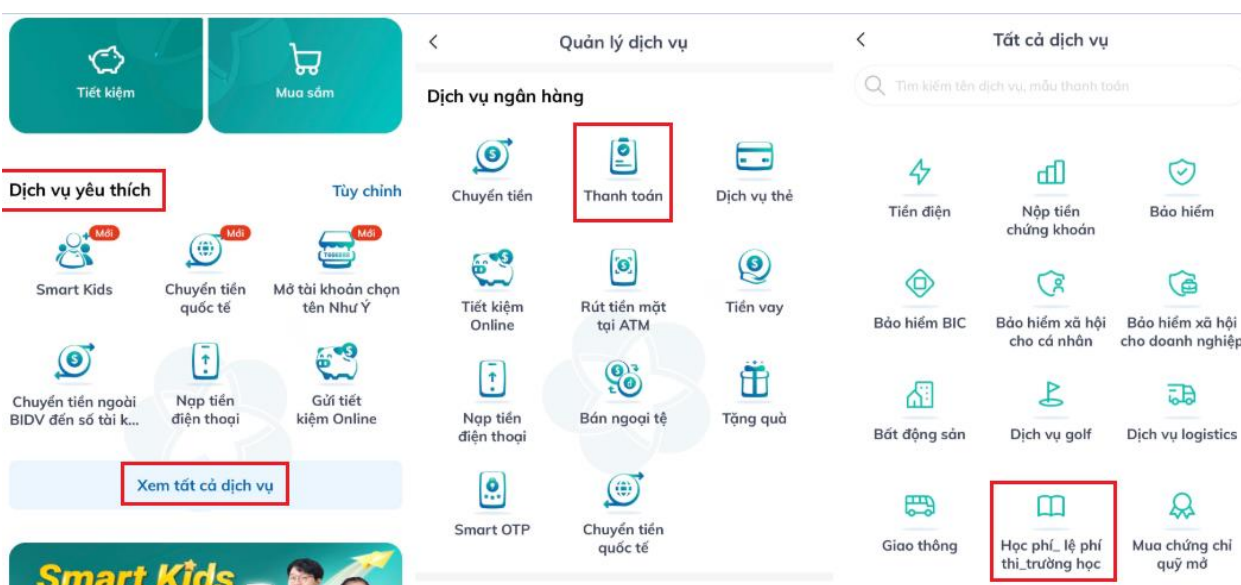 Tiết kiệm
Mua sắm
Dịch vụ yêu thích
Tùy chỉnh
Mới
Mới
Mới
Smart Kids
Chuyển tiền
quốc tế
Mở tài khoản chọn
tên Như Ý
Chuyển tiền ngoài
BIDV đến số tài k...
Nạp tiền
điện thoại
Gửi tiết
kiệm Online
Xem tất cả dịch vụ
Smart Kids
Quản lý dịch vụ
Dịch vụ ngân hàng
Chuyển tiền
Thanh toán
Dịch vụ thẻ
Tiết kiệm
Online
Rút tiền mặt
tại ATM
Tiền vay
Nạp tiền
điện thoại
Bán ngoại tệ
Tặng quà
Smart OTP
Chuyển tiền
quốc tế
Tất cả dịch vụ
Tìm kiếm tên dịch vụ, mẫu thanh toán
Tiền điện
Nộp tiền
chứng khoán
Bảo hiểm
Bảo hiểm BIC
Bảo hiểm xã hội
cho cá nhân
Bảo hiểm xã hội
cho doanh nghiệp
Bất động sản
Dịch vụ golf
Dịch vụ logistics
Giao thông
Học phí_ lệ phí
thi_trường học
Mua chứng chỉ
quỹ mở